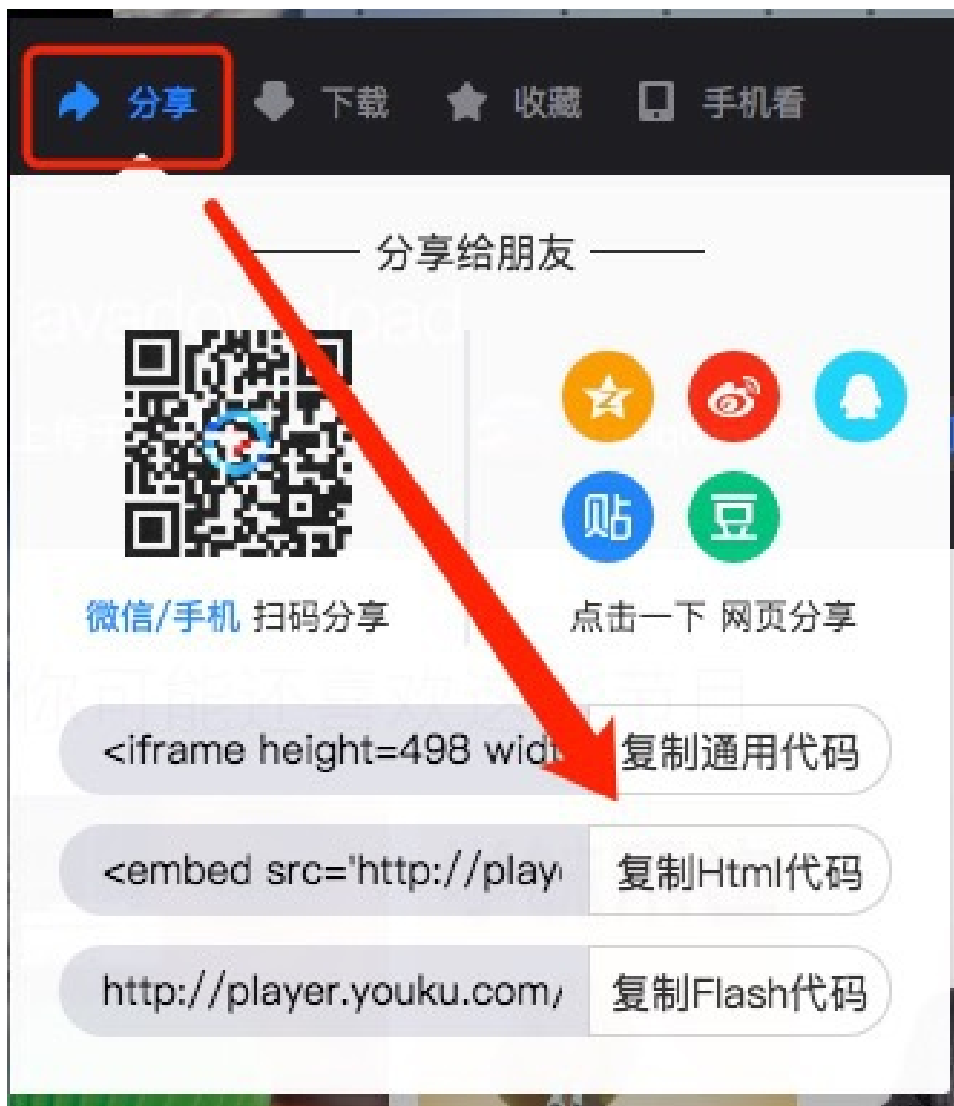 分享 下载 收藏 手机看
分享给朋友
贴 豆
微信/手机 扫码分享
点击一下 网页分享
<iframe height=498 wid 复制通用代码
<embed src='http://play 复制Html代码
http://player.youku.com/ 复制Flash代码